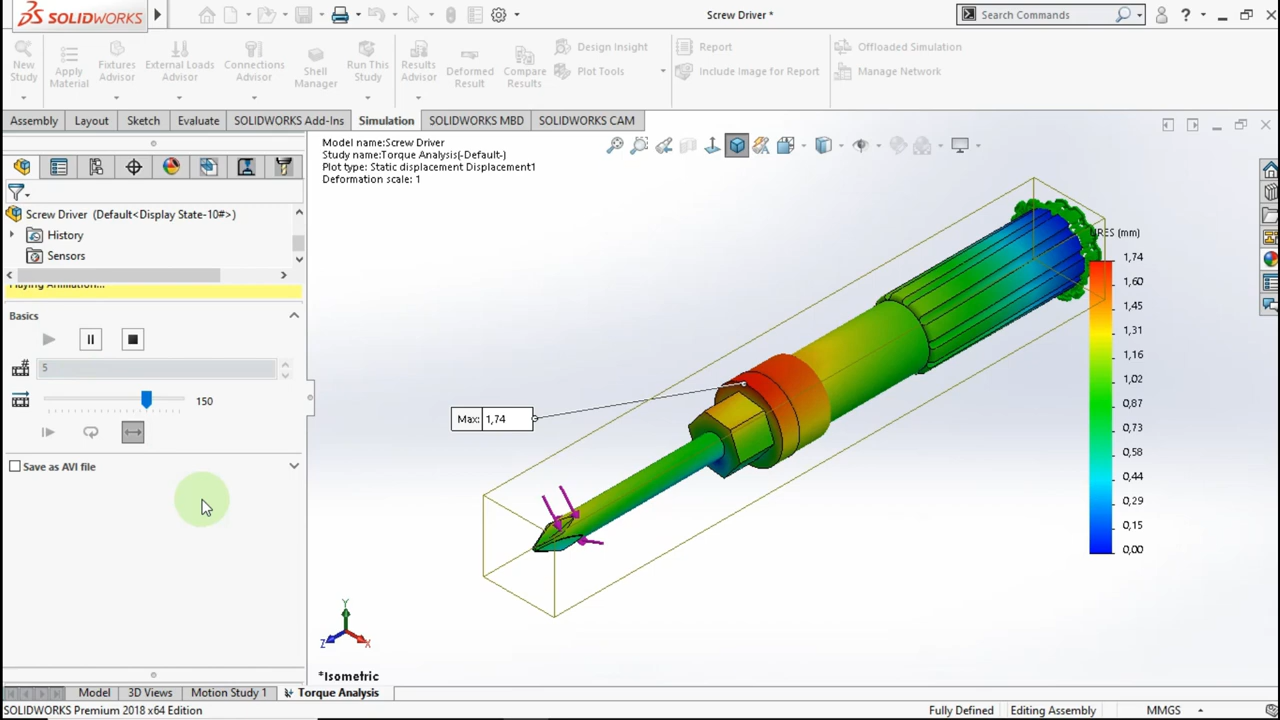 SOLIDWORKS
Screw Driver *
Search Commands
?
New Study
Apply Material
Fixtures Advisor
External Loads Advisor
Connections Advisor
Shell Manager
Run This Study
Results Advisor
Deformed Result
Compare Results
Design Insight
Plot Tools
Report
Include Image for Report
Offloaded Simulation
Manage Network
Assembly
Layout
Sketch
Evaluate
SOLIDWORKS Add-Ins
Simulation
SOLIDWORKS MBD
SOLIDWORKS CAM
Model name:Screw Driver
Study name:Torque Analysis(-Default-)
Plot type: Static displacement Displacement1
Deformation scale: 1
Screw Driver (Default<Display State-10#>)
History
Sensors
Playing Animation...
Basics
5
150
Save as AVI file
Max: 1,74
URES (mm)
1,74
1,60
1,45
1,31
1,16
1,02
0,87
0,73
0,58
0,44
0,29
0,15
0,00
Y
Z
X
*Isometric
Model
3D Views
Motion Study 1
Torque Analysis
SOLIDWORKS Premium 2018 x64 Edition
Fully Defined
Editing Assembly
MMGS